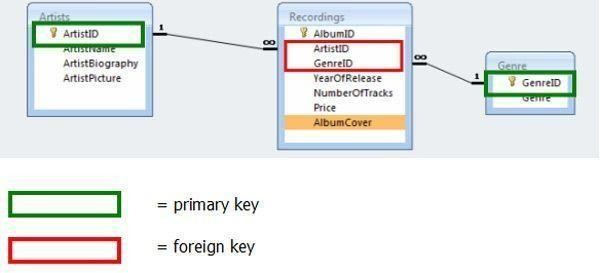 Artists
ArtistID
ArtistName
ArtistBiography
ArtistPicture
1
∞
Recordings
AlbumID
ArtistID
GenreID
YearOfRelease
NumberOfTracks
Price
AlbumCover
∞
1
Genre
GenreID
Genre
= primary key
= foreign key